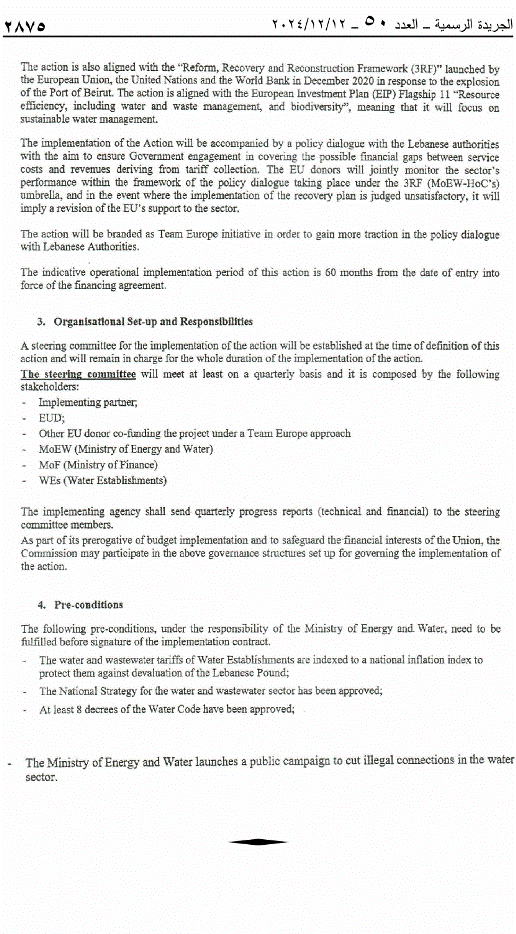 الجريدة الرسمية – العدد ٥٠ – ٢٠٢٤/١٢/١٢
٢٨٧٥
The action is also aligned with the “Reform, Recovery and Reconstruction Framework (3RF)” launched by
the European Union, the United Nations and the World Bank in December 2020 in response to the explosion
of the Port of Beirut. The action is aligned with the European Investment Plan (EIP) Flagship 11 “Resource
efficiency, including water and waste management, and biodiversity”, meaning that it will focus on
sustainable water management.
The implementation of the Action will be accompanied by a policy dialogue with the Lebanese authorities
with the aim to ensure Government engagement in covering the possible financial gaps between service
costs and revenues deriving from tariff collection. The EU donors will jointly monitor the sector’s
performance within the framework of the policy dialogue taking place under the 3RF (MoEW-HoC’s)
umbrella, and in the event where the implementation of the recovery plan is judged unsatisfactory, it will
imply a revision of the EU’s support to the sector.
The action will be branded as Team Europe initiative in order to gain more traction in the policy dialogue
with Lebanese Authorities.
The indicative operational implementation period of this action is 60 months from the date of entry into
force of the financing agreement.
3. Organisational Set-up and Responsibilities
A steering committee for the implementation of the action will be established at the time of definition of this
action and will remain in charge for the whole duration of the implementation of the action.
The steering committee will meet at least on a quarterly basis and it is composed by the following
stakeholders:
- Implementing partner;
- EUD;
- Other EU donor co-funding the project under a Team Europe approach
- MoEW (Ministry of Energy and Water)
- MoF (Ministry of Finance)
- WEs (Water Establishments)
The implementing agency shall send quarterly progress reports (technical and financial) to the steering
committee members.
As part of its prerogative of budget implementation and to safeguard the financial interests of the Union, the
Commission may participate in the above governance structures set up for governing the implementation of
the action.
4. Pre-conditions
The following pre-conditions, under the responsibility of the Ministry of Energy and Water, need to be
fulfilled before signature of the implementation contract.
- The water and wastewater tariffs of Water Establishments are indexed to a national inflation index to
protect them against devaluation of the Lebanese Pound;
- The National Strategy for the water and wastewater sector has been approved;
- At least 8 decrees of the Water Code have been approved;
- The Ministry of Energy and Water launches a public campaign to cut illegal connections in the water
sector.